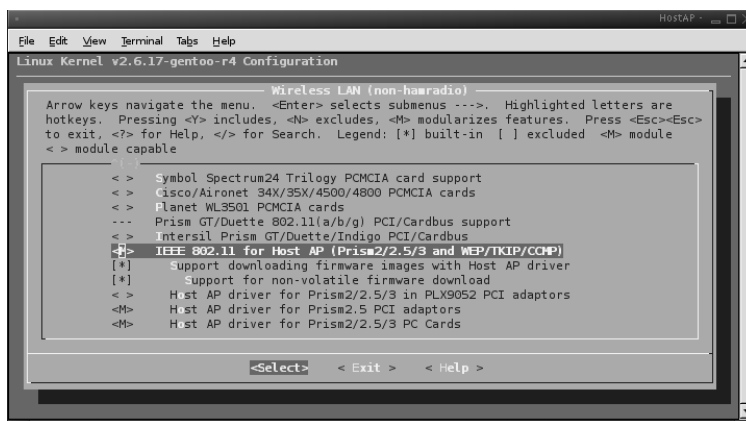 HostAP
File Edit View Terminal Tabs Help
Linux Kernel v2.6.17-gentoo-r4 Configuration
Wireless LAN (non-hamradio)
Arrow keys navigate the menu. <Enter> selects submenus --->. Highlighted letters are
hotkeys. Pressing <Y> includes, <N> excludes, <M> modularizes features. Press <Esc><Esc>
to exit, <?> for Help, </> for Search. Legend: [*] built-in [ ] excluded <M> module
< > module capable
^(-)
< > Symbol Spectrum24 Trilogy PCMCIA card support
< > Cisco/Aironet 34X/35X/4500/4800 PCMCIA cards
< > Planet WL3501 PCMCIA cards
--- Prism GT/Duette 802.11(a/b/g) PCI/Cardbus support
< > Intersil Prism GT/Duette/Indigo PCI/Cardbus
<M> IEEE 802.11 for Host AP (Prism2/2.5/3 and WEP/TKIP/CCMP)
[*] Support downloading firmware images with Host AP driver
[*] Support for non-volatile firmware download
< > Host AP driver for Prism2/2.5/3 in PLX9052 PCI adaptors
<M> Host AP driver for Prism2.5 PCI adaptors
<M> Host AP driver for Prism2/2.5/3 PC Cards
<Select> < Exit > < Help >